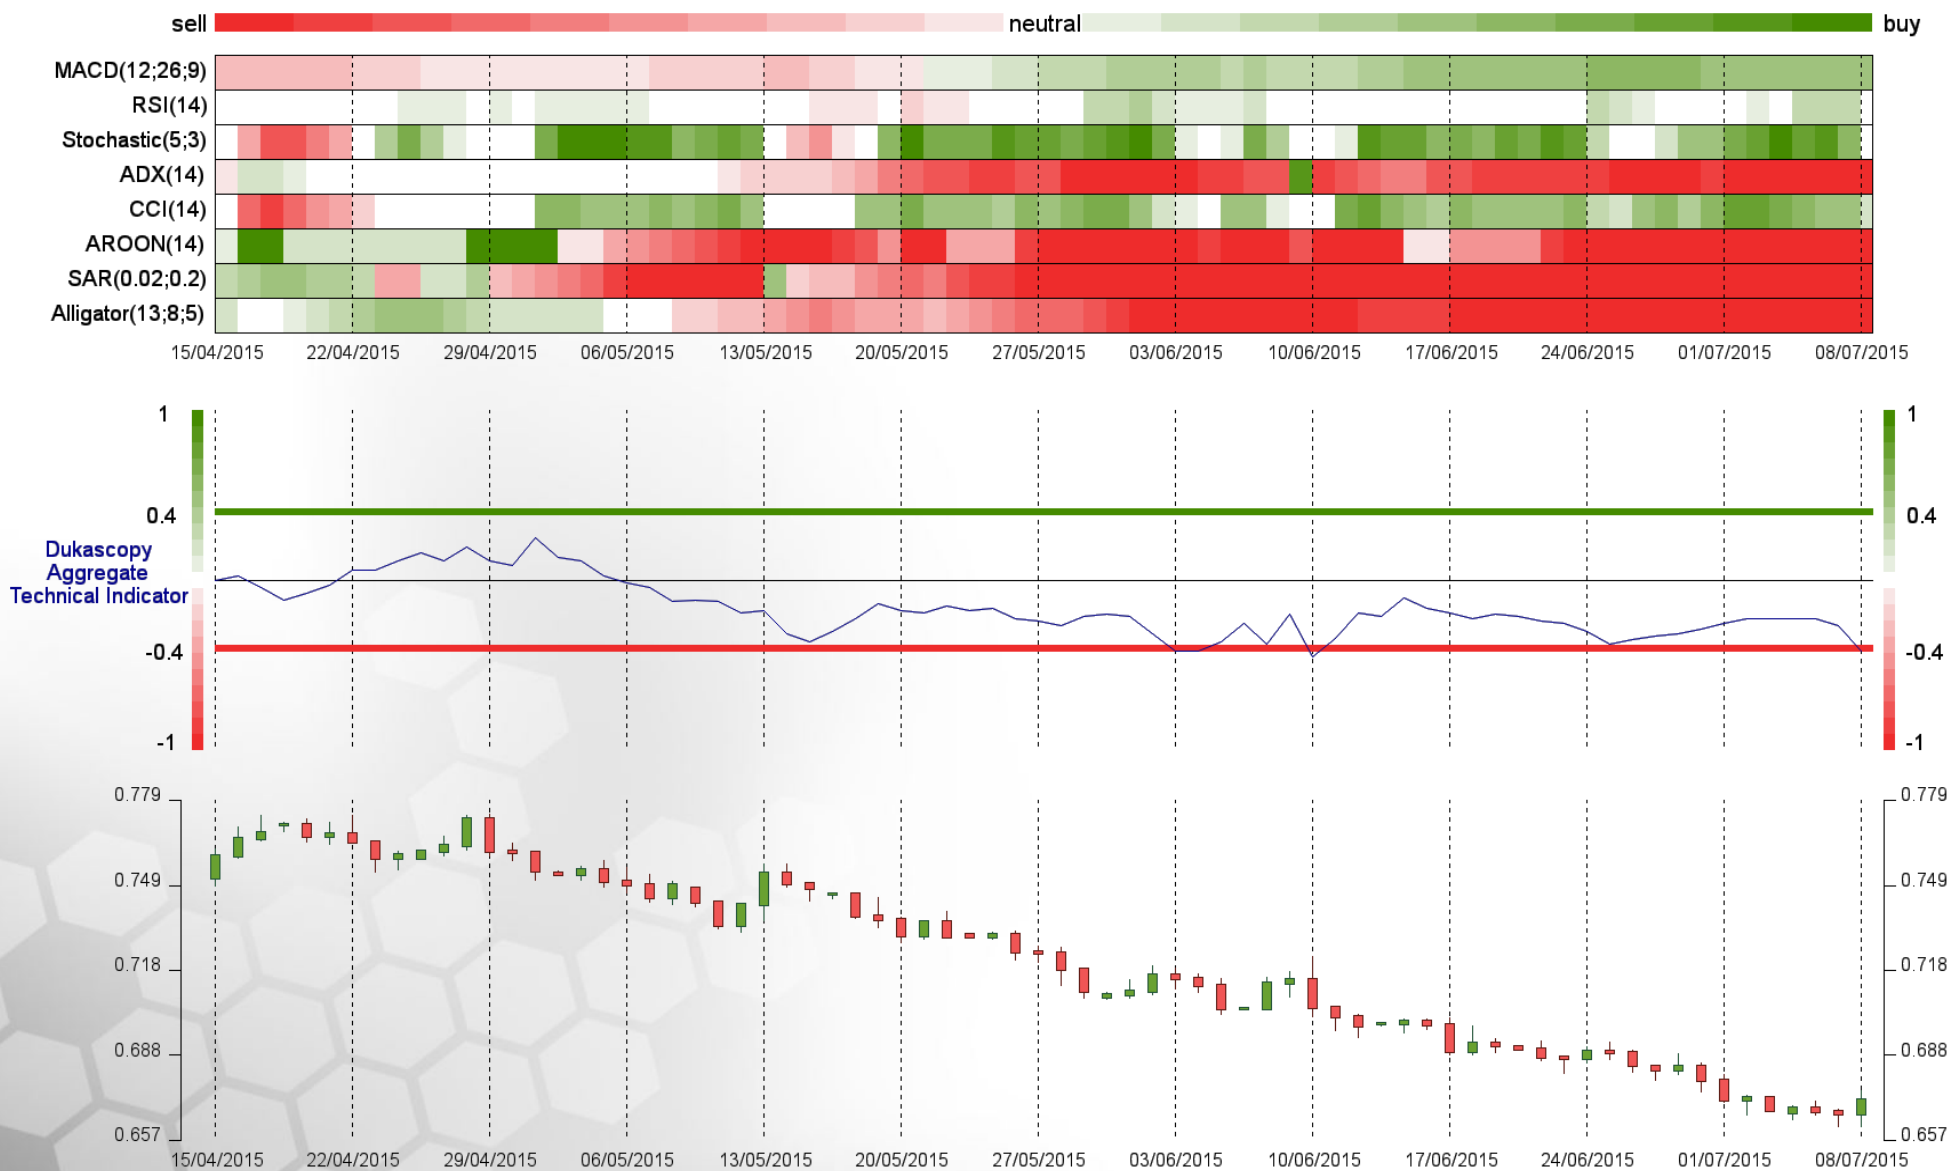 sell neutral buy
MACD(12;26;9)
RSI(14)
Stochastic(5;3)
ADX(14)
CCI(14)
AROON(14)
SAR(0.02;0.2)
Alligator(13;8;5)
15/04/2015 22/04/2015 29/04/2015 06/05/2015 13/05/2015 20/05/2015 27/05/2015 03/06/2015 10/06/2015 17/06/2015 24/06/2015 01/07/2015 08/07/2015
1 1
0.4 0.4
Dukascopy
Aggregate
Technical Indicator
-0.4 -0.4
-1 -1
0.779 0.779
0.749 0.749
0.718 0.718
0.688 0.688
0.657 0.657
15/04/2015 22/04/2015 29/04/2015 06/05/2015 13/05/2015 20/05/2015 27/05/2015 03/06/2015 10/06/2015 17/06/2015 24/06/2015 01/07/2015 08/07/2015